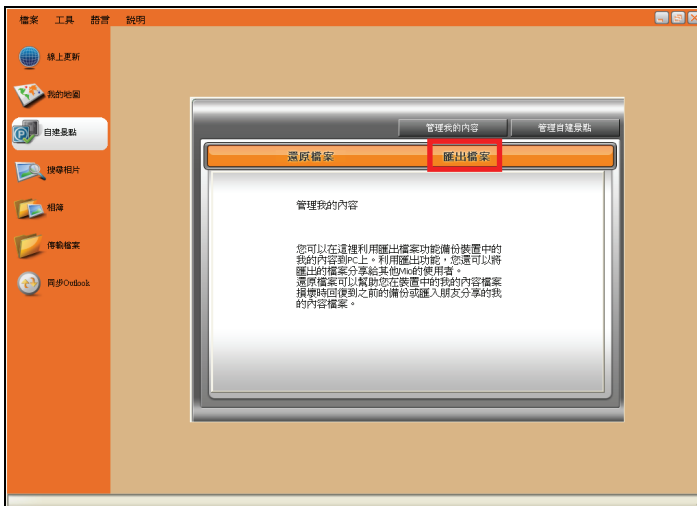 檔案 工具 語言 說明
線上更新
我的地圖
自建景點
搜尋相片
相簿
傳輸檔案
同步Outlook
管理我的內容 管理自建景點
還原檔案 匯出檔案
管理我的內容
您可以在這裡利用匯出檔案功能備份裝置中的
我的內容到PC上。利用匯出功能，您還可以將
匯出的檔案分享給其他Mio的使用者。
還原檔案可以幫助您在裝置中的我的內容檔案
損壞時回復到之前的備份或匯入朋友分享的我
的內容檔案。